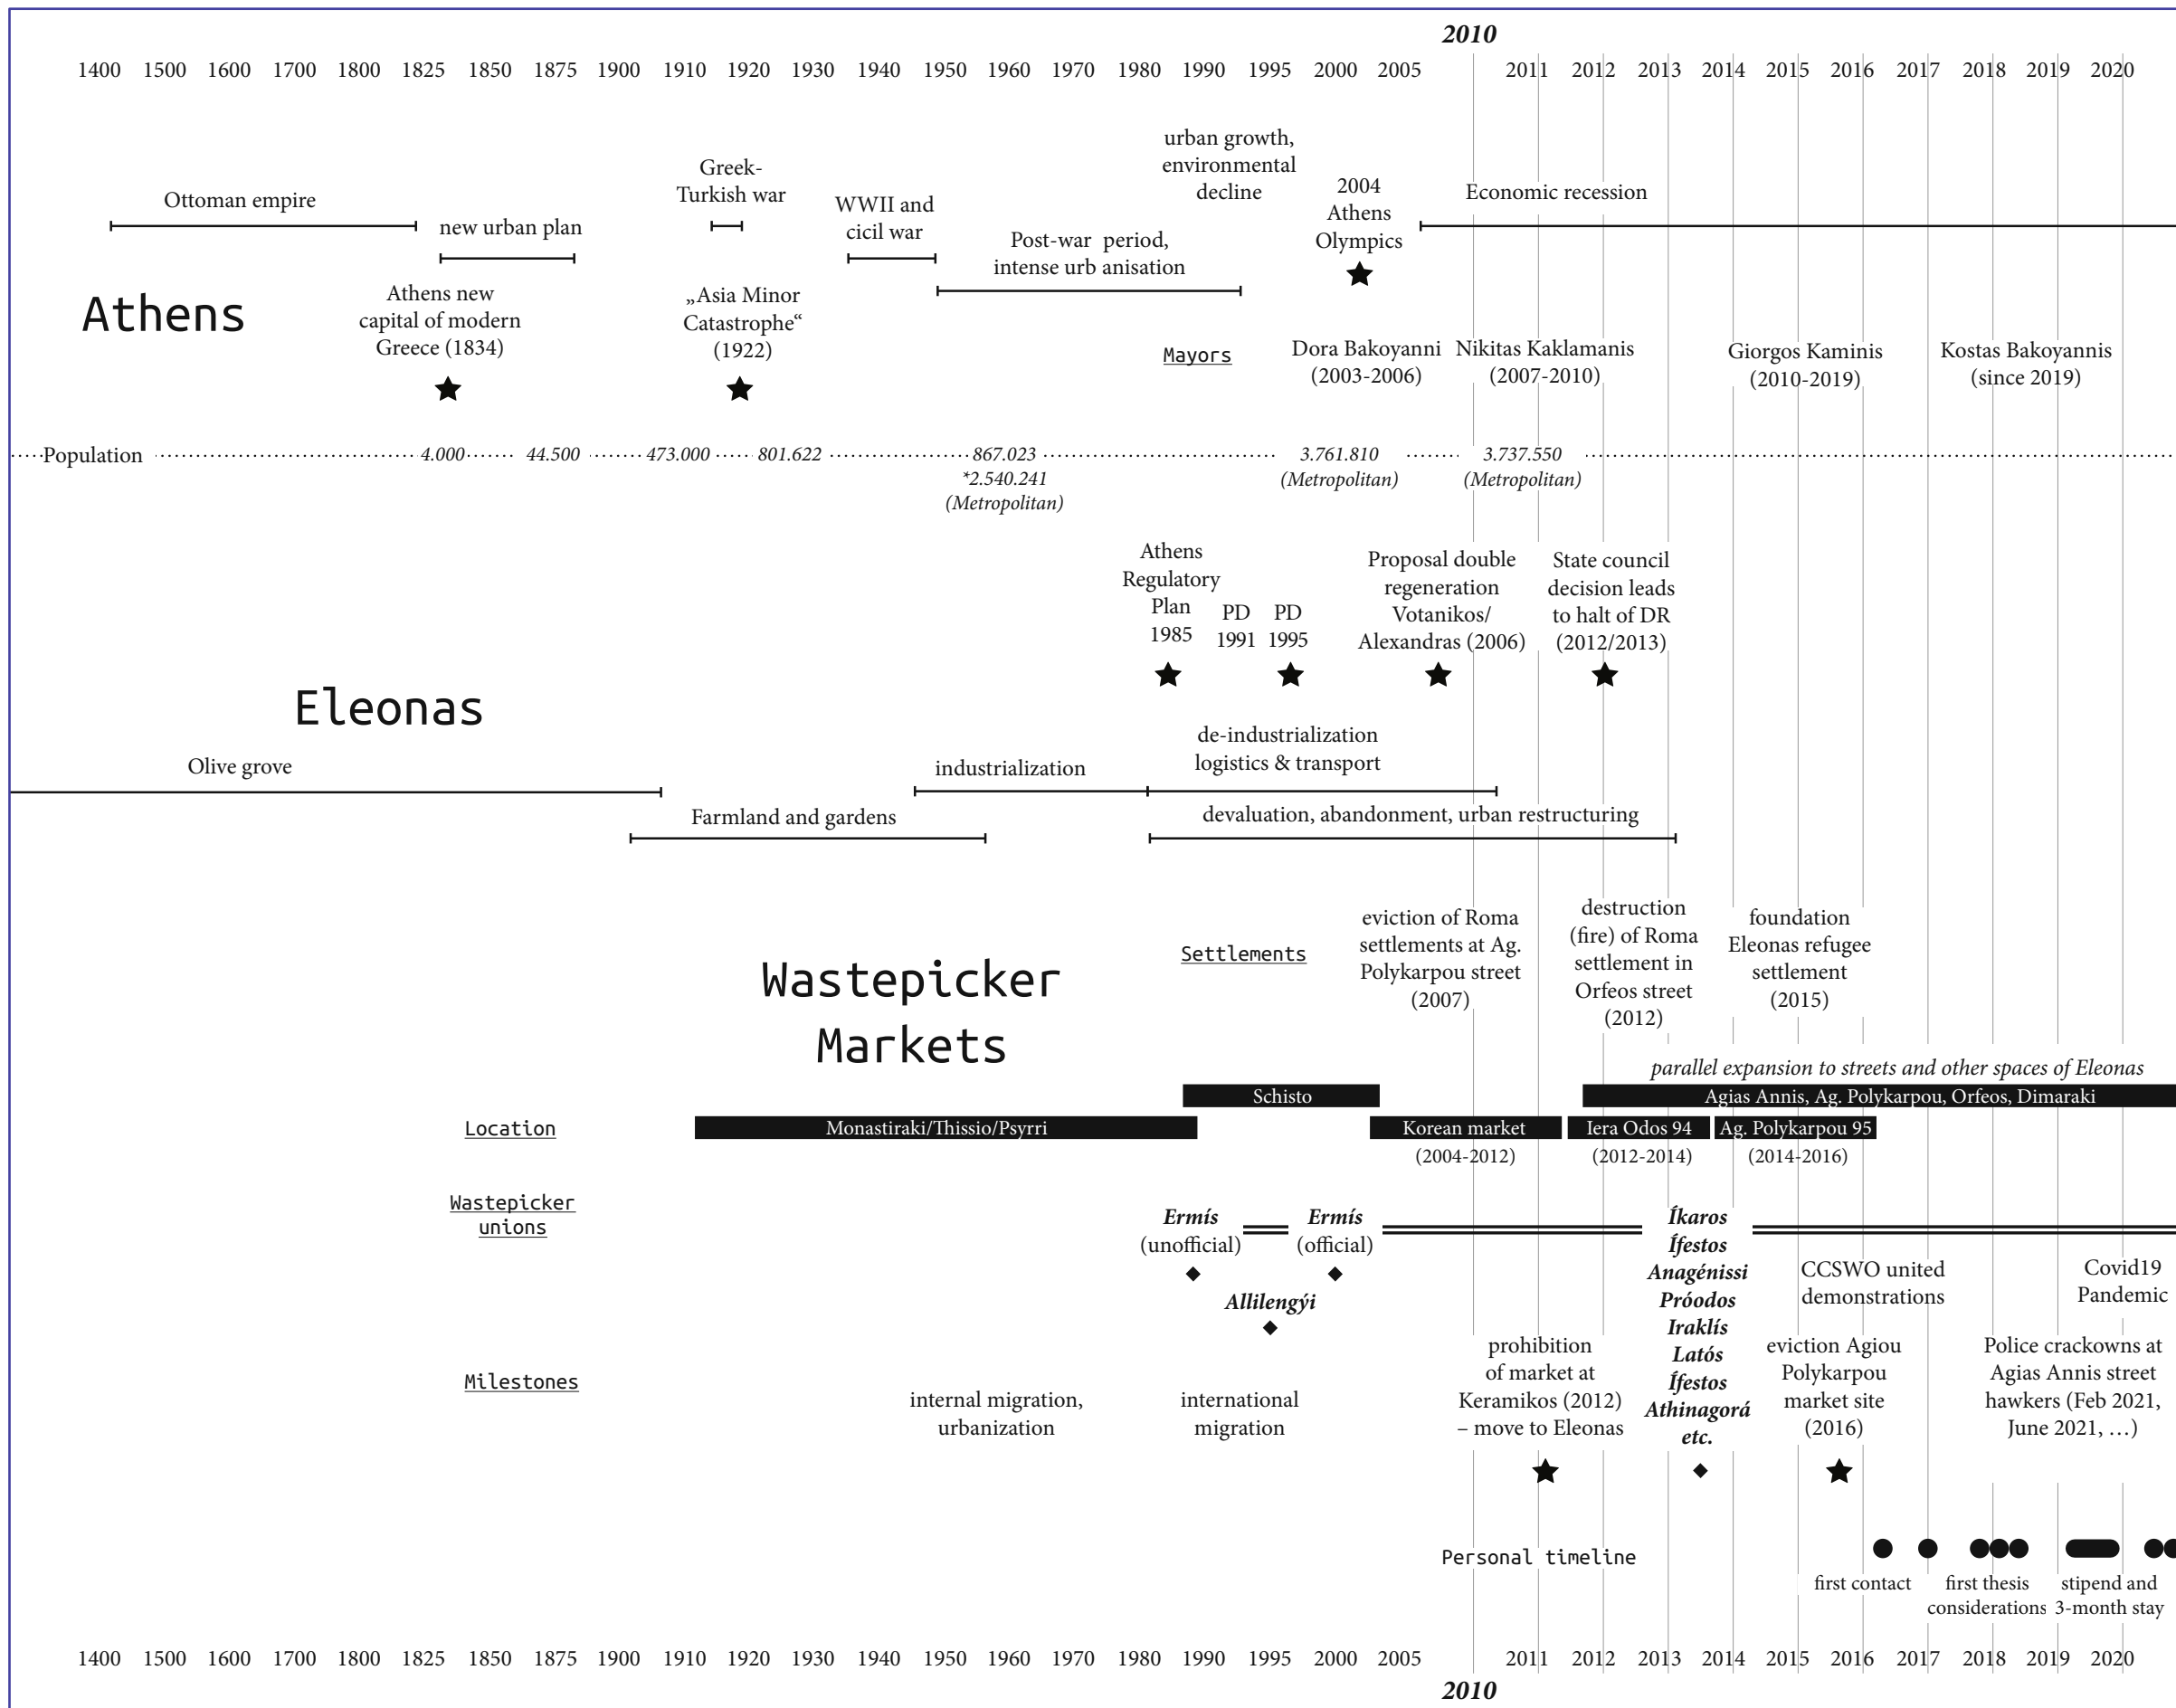 2010
1400 1500 1600 1700 1800 1825 1850 1875 1900 1910 1920 1930 1940 1950 1960 1970 1980 1990 1995 2000 2005 2011 2012 2013 2014 2015 2016 2017 2018 2019 2020
Athens
Ottoman empire
new urban plan
Athens new
capital of modern
Greece (1834)
Greek-
Turkish war
„Asia Minor
Catastrophe“
(1922)
WWII and
cicil war
Post-war period,
intense urb anisation
urban growth,
environmental
decline
2004
Athens
Olympics
Economic recession
Mayors
Dora Bakoyanni
(2003-2006)
Nikitas Kaklamanis
(2007-2010)
Giorgos Kaminis
(2010-2019)
Kostas Bakoyannis
(since 2019)
Population 4.000 44.500 473.000 801.622 867.023 3.761.810 3.737.550
*2.540.241 (Metropolitan) (Metropolitan)
(Metropolitan)
Eleonas
Athens
Regulatory
Plan
1985
PD
1991
PD
1995
Proposal double
regeneration
Votanikos/
Alexandras (2006)
State council
decision leads
to halt of DR
(2012/2013)
Olive grove
Farmland and gardens
industrialization
de-industrialization
logistics & transport
devaluation, abandonment, urban restructuring
Wastepicker
Markets
Settlements
eviction of Roma
settlements at Ag.
Polykarpou street
(2007)
destruction
(fire) of Roma
settlement in
Orfeos street
(2012)
foundation
Eleonas refugee
settlement
(2015)
parallel expansion to streets and other spaces of Eleonas
Schisto
Agias Annis, Ag. Polykarpou, Orfeos, Dimaraki
Location
Monastiraki/Thissio/Psyrri
Korean market
(2004-2012)
Iera Odos 94
(2012-2014)
Ag. Polykarpou 95
(2014-2016)
Wastepicker
unions
Ermís
(unofficial)
Allilengýi
Ermís
(official)
Íkaros
Ífestos
Anagénissi
Próodos
Iraklís
Latós
Ífestos
Athinagorá
etc.
CCSWO united
demonstrations
Covid19
Pandemic
Milestones
internal migration,
urbanization
international
migration
prohibition
of market at
Keramikos (2012)
– move to Eleonas
eviction Agiou
Polykarpou
market site
(2016)
Police crackowns at
Agias Annis street
hawkers (Feb 2021,
June 2021, …)
Personal timeline
first contact
first thesis
considerations
stipend and
3-month stay
1400 1500 1600 1700 1800 1825 1850 1875 1900 1910 1920 1930 1940 1950 1960 1970 1980 1990 1995 2000 2005 2011 2012 2013 2014 2015 2016 2017 2018 2019 2020
2010